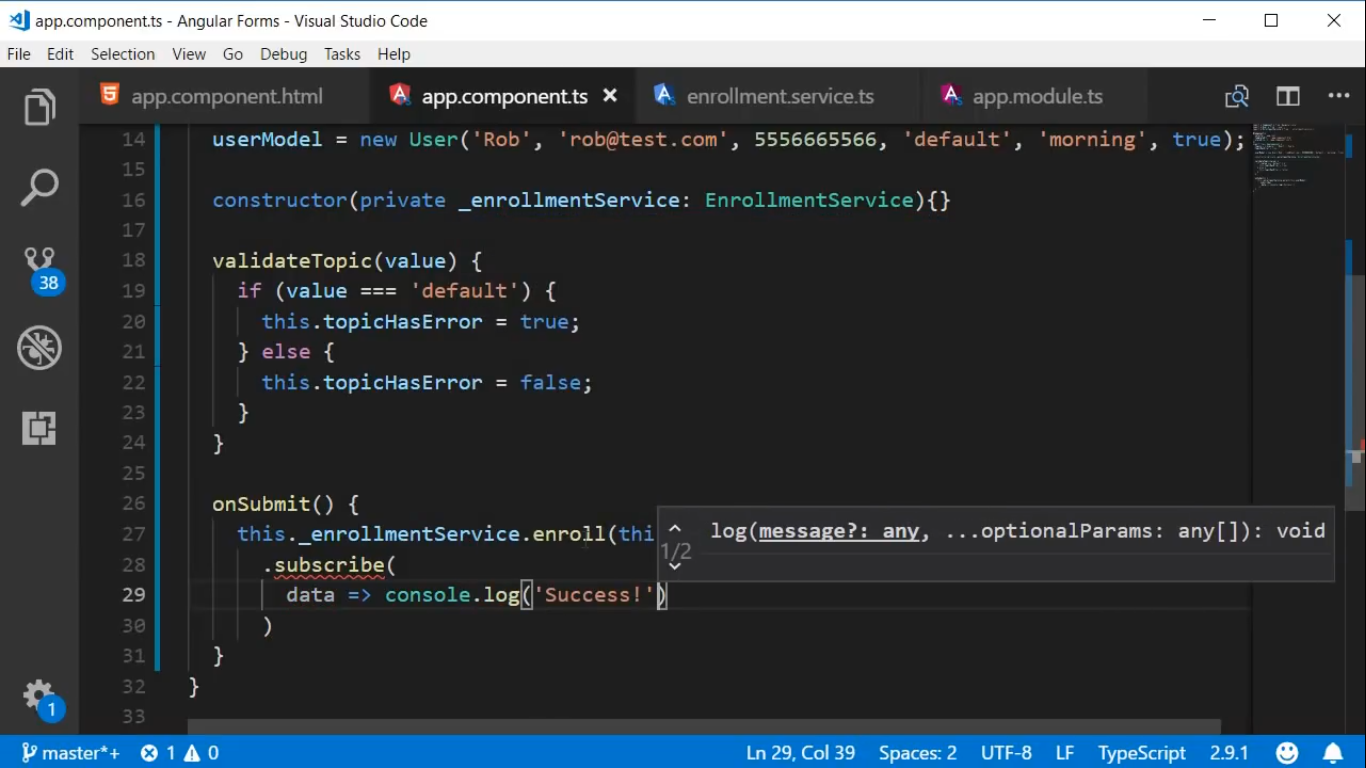 app.component.ts - Angular Forms - Visual Studio Code
File Edit Selection View Go Debug Tasks Help
app.component.html app.component.ts enrollment.service.ts app.module.ts
14 userModel = new User('Rob', 'rob@test.com', 5556665566, 'default', 'morning', true);
15
16 constructor(private _enrollmentService: EnrollmentService){}
17
18 validateTopic(value) {
19 if (value === 'default') {
20 this.topicHasError = true;
21 } else {
22 this.topicHasError = false;
23 }
24 }
25
26 onSubmit() {
27 this._enrollmentService.enroll(thi
log(message?: any, ...optionalParams: any[]): void
1/2
28 .subscribe(
29 data => console.log('Success!')
30 )
31 }
32 }
33
38
1
master*+ 1 0 Ln 29, Col 39 Spaces: 2 UTF-8 LF TypeScript 2.9.1